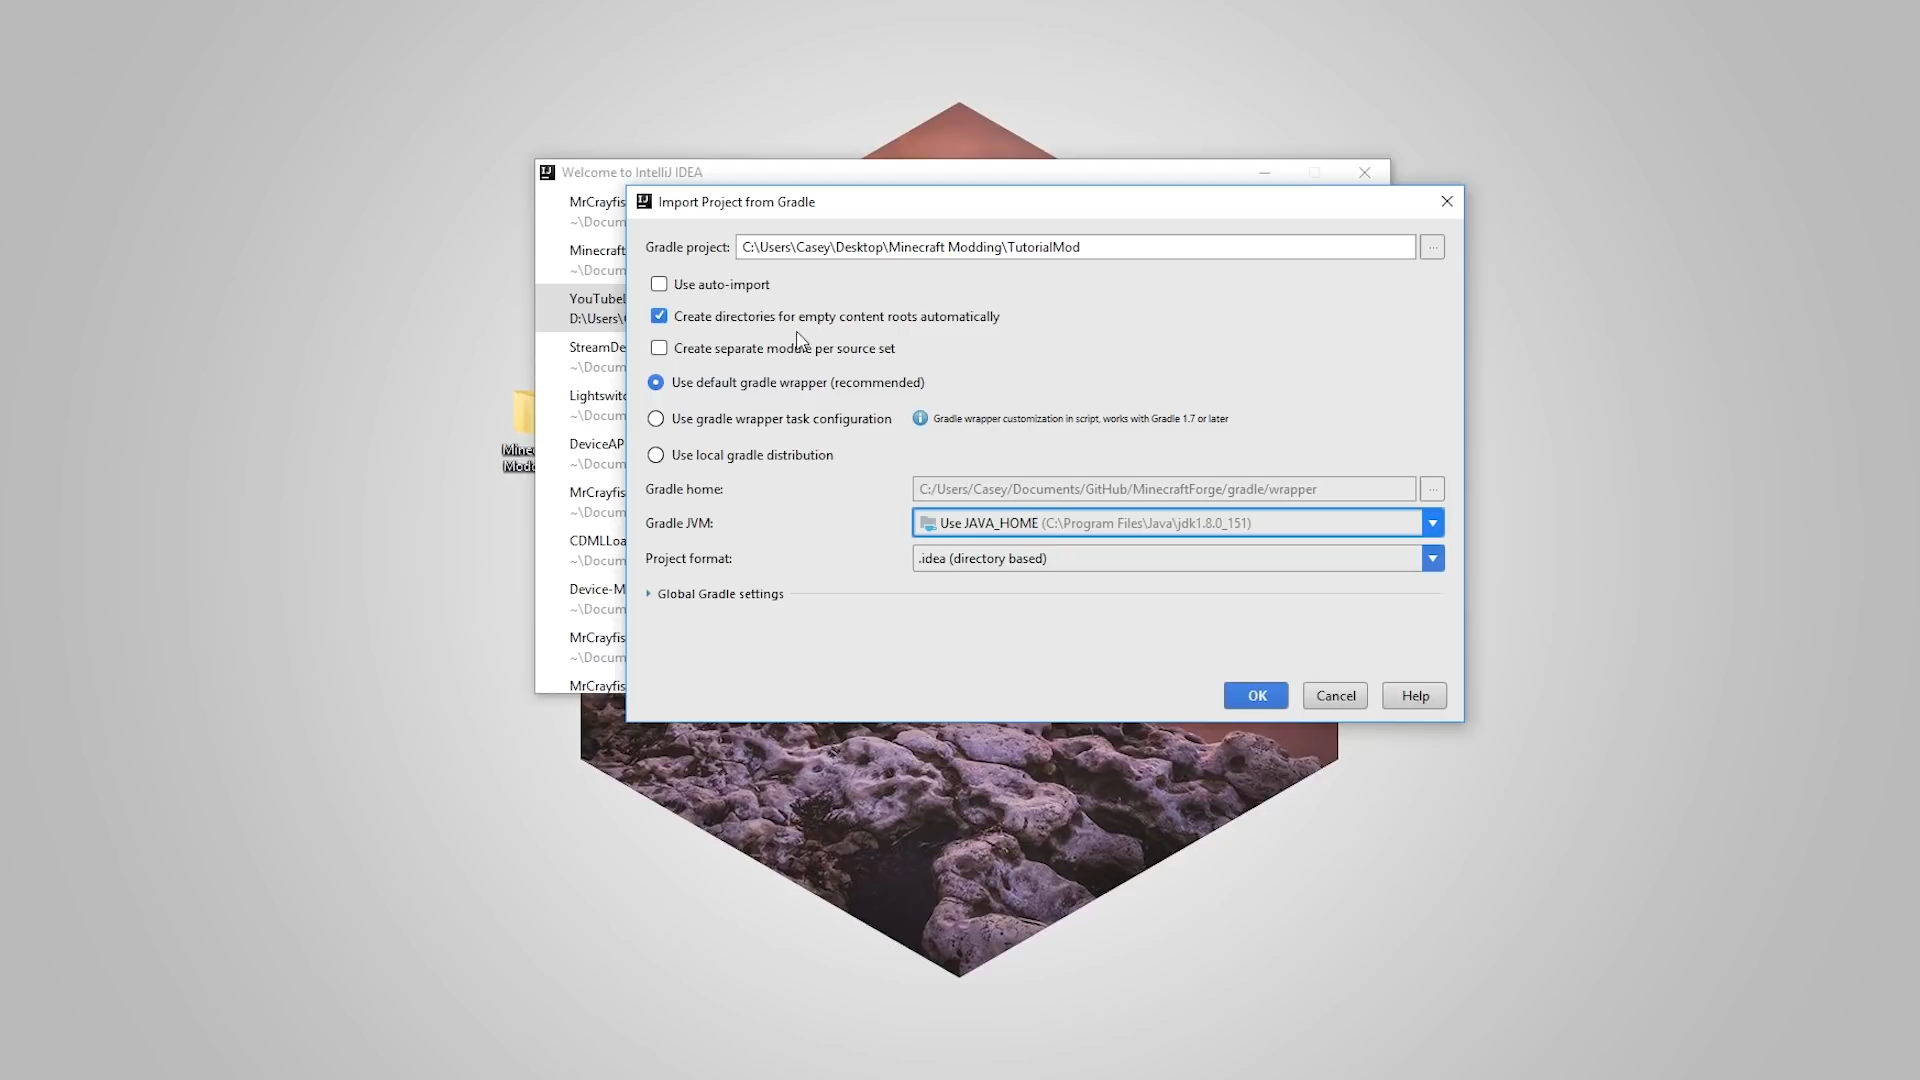 Welcome to IntelliJ IDEA
MrCrayfis
~\Docum
Minecraft
~\Docum
YouTube
D:\Users\
StreamDe
~\Docum
Lightswit
~\Docum
DeviceAP
~\Docum
MrCrayfis
~\Docum
CDMLLoa
~\Docum
Device-M
~\Docum
MrCrayfis
~\Docum
MrCrayfis
Mine
Modd
Import Project from Gradle
Gradle project: C:\Users\Casey\Desktop\Minecraft Modding\TutorialMod ...
Use auto-import
Create directories for empty content roots automatically
Create separate module per source set
Use default gradle wrapper (recommended)
Use gradle wrapper task configuration Gradle wrapper customization in script, works with Gradle 1.7 or later
Use local gradle distribution
Gradle home: C:/Users/Casey/Documents/GitHub/MinecraftForge/gradle/wrapper ...
Gradle JVM: Use JAVA_HOME (C:\Program Files\Java\jdk1.8.0_151)
Project format: .idea (directory based)
Global Gradle settings
OK Cancel Help